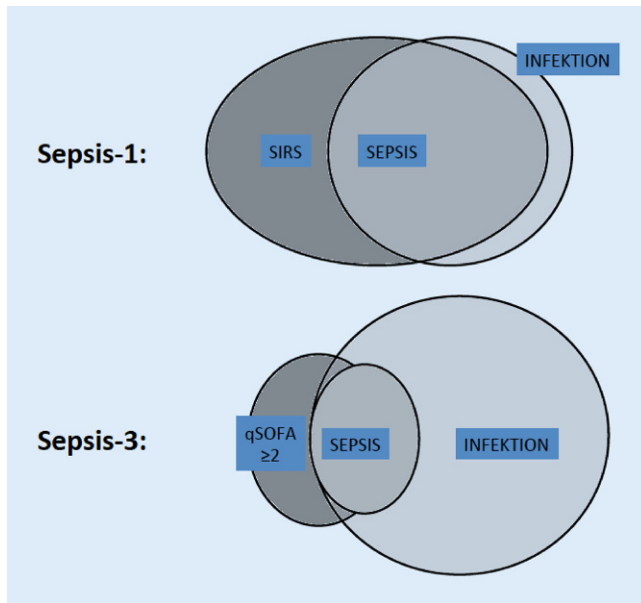 INFEKTION
Sepsis-1:
SIRS
SEPSIS
Sepsis-3:
qSOFA
≥2
SEPSIS
INFEKTION